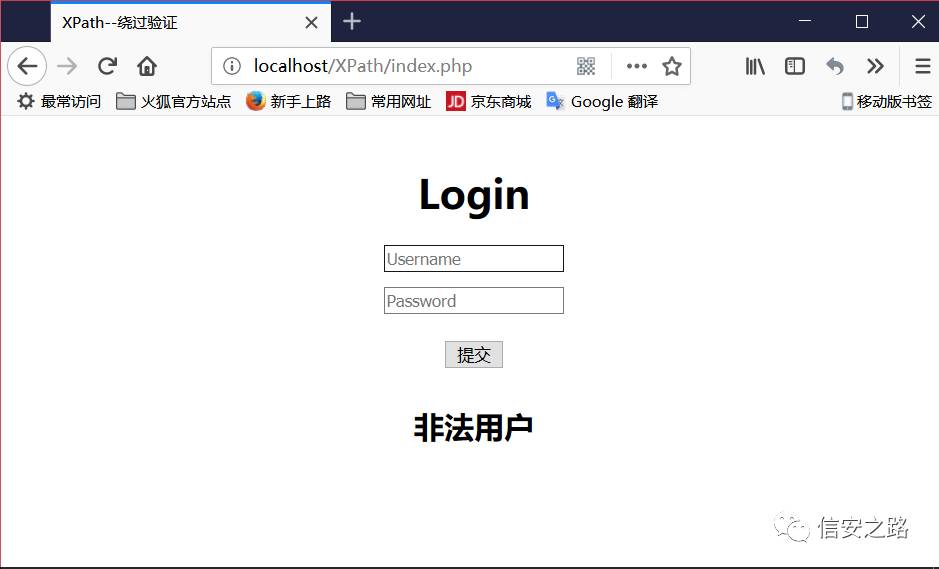 XPath--绕过验证
localhost/XPath/index.php
最常访问 火狐官方站点 新手上路 常用网址 JD 京东商城 G Google 翻译 移动版书签
Login
Username
Password
提交
非法用户
信安之路